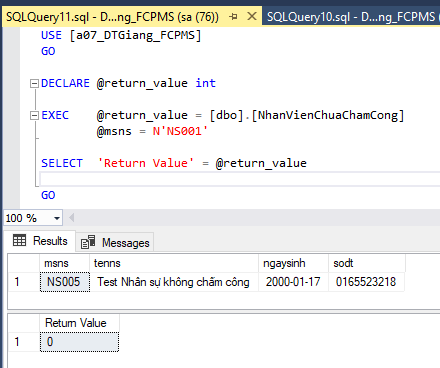 SQLQuery11.sql - D...ng_FCPMS (sa (76))
SQLQuery10.sql - D...ng_FCPM
USE [a07_DTGiang_FCPMS]
GO
DECLARE @return_value int
EXEC @return_value = [dbo].[NhanVienChuaChamCong]
@msns = N'NS001'
SELECT 'Return Value' = @return_value
GO
100 %
Results Messages
msns tenns ngaysinh sodt
1 NS005 Test Nhân sự không chấm công 2000-01-17 0165523218
Return Value
1 0